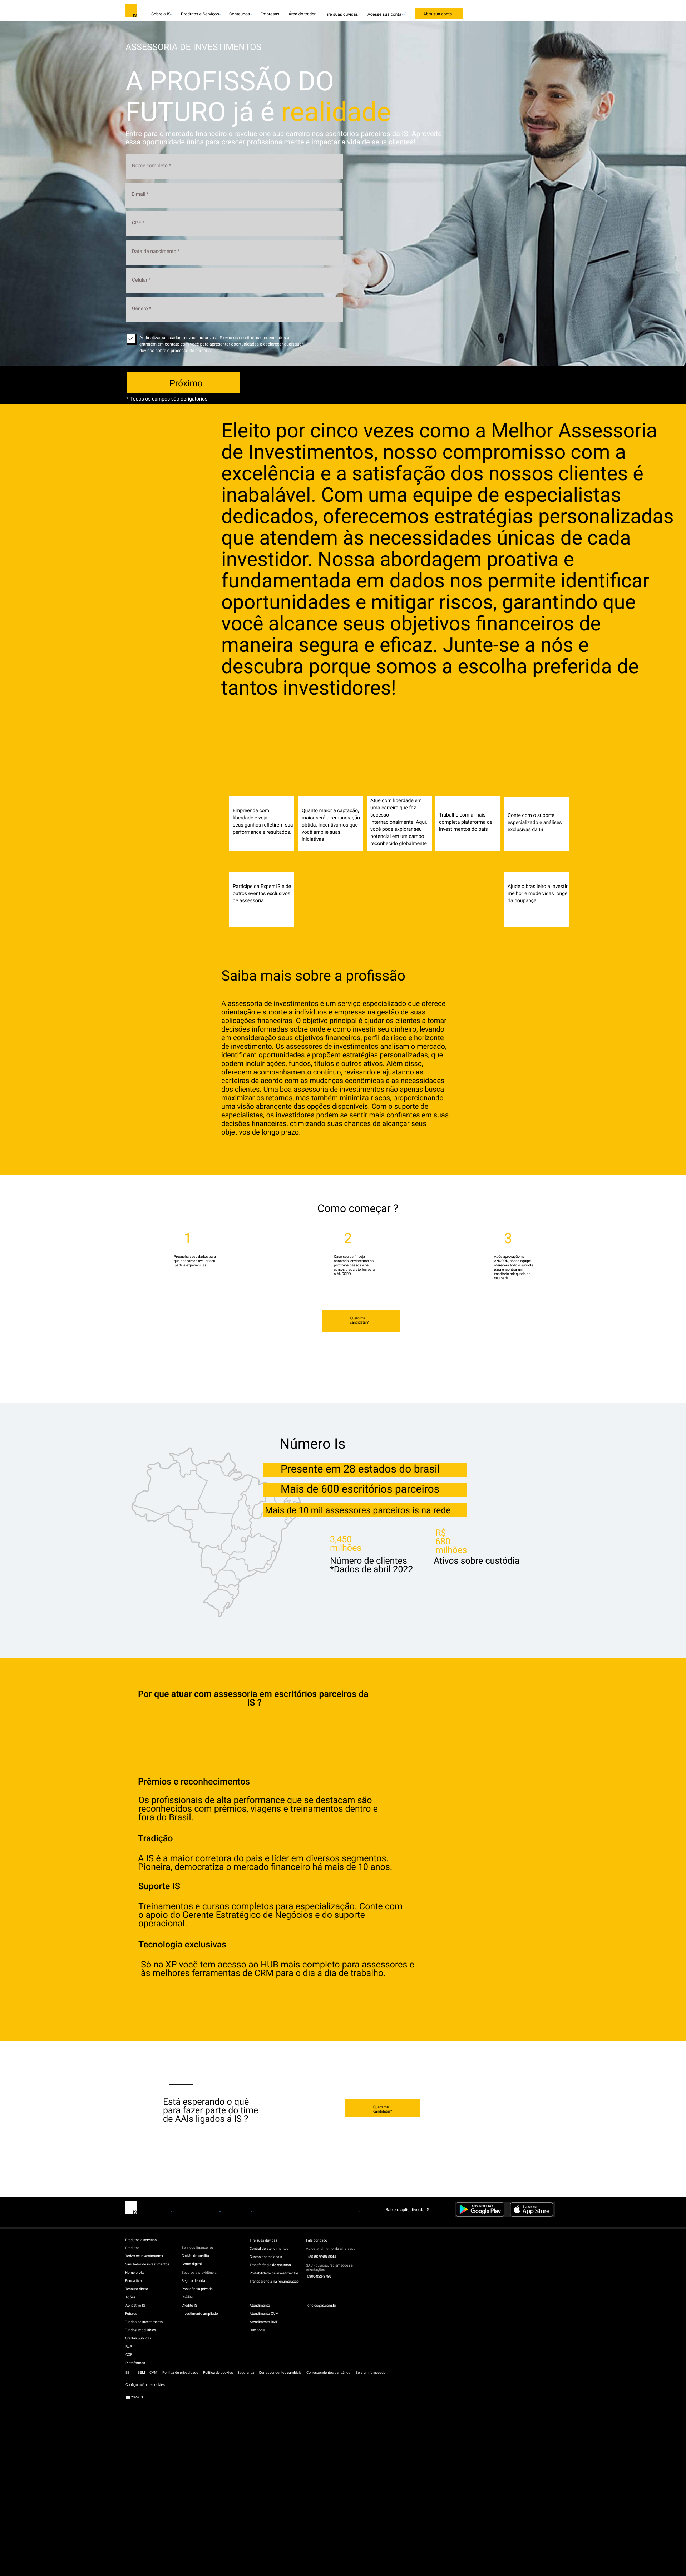 IS
Sobre a IS Produtos e Serviços Conteúdos Empresas Área do trader Tire suas dúvidas Acesse sua conta Abra sua conta
ASSESSORIA DE INVESTIMENTOS
A PROFISSÃO DO
FUTURO já é realidade
Entre para o mercado financeiro e revolucione sua carreira nos escritórios parceiros da IS. Aproveite
essa oportunidade única para crescer profissionalmente e impactar a vida de seus clientes!
Nome completo *
E-mail *
CPF *
Data de nascimento *
Celular *
Gênero *
Ao finalizar seu cadastro, você autoriza a IS e/ou os escritórios credenciados a
entrarem em contato com você para apresentar oportunidades e esclarecer
dúvidas sobre o processo de parceria
Próximo
* Todos os campos são obrigatorios
Eleito por cinco vezes como a Melhor Assessoria
de Investimentos, nosso compromisso com a
excelência e a satisfação dos nossos clientes é
inabalável. Com uma equipe de especialistas
dedicados, oferecemos estratégias personalizadas
que atendem às necessidades únicas de cada
investidor. Nossa abordagem proativa e
fundamentada em dados nos permite identificar
oportunidades e mitigar riscos, garantindo que
você alcance seus objetivos financeiros de
maneira segura e eficaz. Junte-se a nós e
descubra porque somos a escolha preferida de
tantos investidores!
Empreenda com
liberdade e veja
seus ganhos refletirem sua
performance e resultados.
Quanto maior a captação,
maior será a remuneração
obtida. Incentivamos que
você amplie suas
iniciativas
Atue com liberdade em
uma carreira que faz
sucesso
internacionalmente. Aqui,
você pode explorar seu
potencial em um campo
reconhecido globalmente
Trabalhe com a mais
completa plataforma de
investimentos do país
Conte com o suporte
especializado e análises
exclusivas da IS
Participe da Expert IS e de
outros eventos exclusivos
de assessoria
Ajude o brasileiro a investir
melhor e mude vidas longe
da poupança
Saiba mais sobre a profissão
A assessoria de investimentos é um serviço especializado que oferece
orientação e suporte a indivíduos e empresas na gestão de suas
aplicações financeiras. O objetivo principal é ajudar os clientes a tomar
decisões informadas sobre onde e como investir seu dinheiro, levando
em consideração seus objetivos financeiros, perfil de risco e horizonte
de investimento. Os assessores de investimentos analisam o mercado,
identificam oportunidades e propõem estratégias personalizadas, que
podem incluir ações, fundos, títulos e outros ativos. Além disso,
oferecem acompanhamento contínuo, revisando e ajustando as
carteiras de acordo com as mudanças econômicas e as necessidades
dos clientes. Uma boa assessoria de investimentos não apenas busca
maximizar os retornos, mas também minimiza riscos, proporcionando
uma visão abrangente das opções disponíveis. Com o suporte de
especialistas, os investidores podem se sentir mais confiantes em suas
decisões financeiras, otimizando suas chances de alcançar seus
objetivos de longo prazo.
Como começar ?
1
Preencha seus dados para
que possamos avaliar seu
perfil e experiências.
2
Caso seu perfil seja
aprovado, enviaremos os
próximos passos e os
cursos preparatórios para
a ANCORD.
3
Após aprovação na
ANCORD, nossa equipe
oferecerá todo o suporte
para encontrar um
escritório adequado ao
seu perfil.
Quero me
candidatar?
Número Is
Presente em 28 estados do brasil
Mais de 600 escritórios parceiros
Mais de 10 mil assessores parceiros is na rede
3,450
milhões
Número de clientes
*Dados de abril 2022
R$
680
milhões
Ativos sobre custódia
Por que atuar com assessoria em escritórios parceiros da
IS ?
Prêmios e reconhecimentos
Os profissionais de alta performance que se destacam são
reconhecidos com prêmios, viagens e treinamentos dentro e
fora do Brasil.
Tradição
A IS é a maior corretora do pais e líder em diversos segmentos.
Pioneira, democratiza o mercado financeiro há mais de 10 anos.
Suporte IS
Treinamentos e cursos completos para especialização. Conte com
o apoio do Gerente Estratégico de Negócios e do suporte
operacional.
Tecnologia exclusivas
Só na XP você tem acesso ao HUB mais completo para assessores e
às melhores ferramentas de CRM para o dia a dia de trabalho.
Está esperando o quê
para fazer parte do time
de AAls ligados á IS ?
Quero me
candidatar?
Baixe o aplicativo da IS
DISPONÍVEL NO
Google Play
Baixar na
App Store
Produtos e serviços
Produtos
Todos os investimentos
Simulador de investimentos
Home broker
Renda fixa
Tesouro direto
Ações
Aplicativo IS
Futuros
Fundos de investimento
Fundos Imobiliários
Ofertas públicas
RLP
COE
Plataformas
Serviços financeiros
Cartão de credito
Conta digital
Seguros e previdência
Seguro de vida
Previdência privada
Crédito
Crédito IS
Investimento ampliado
Tire suas duvidas
Central de atendimentos
Custos operacionais
Transferência de recursos
Portabilidade de investimentos
Transparência na renumeração
Atendimento
Atendimento CVM
Atendimento RMP
Ouvidoria
Fale conosco
Autoatendimento via whatsapp
+55 85 9988-5544
SAC - dúvidas, reclamações e
orientações
0800-822-8785
oficios@is.com.br
B3 BSM CVM Politica de privacidade Politica de cookies Segurança Correspondentes cambiais Correspondentes bancários Seja um fornecedor
Configuração de cookies
2024 IS